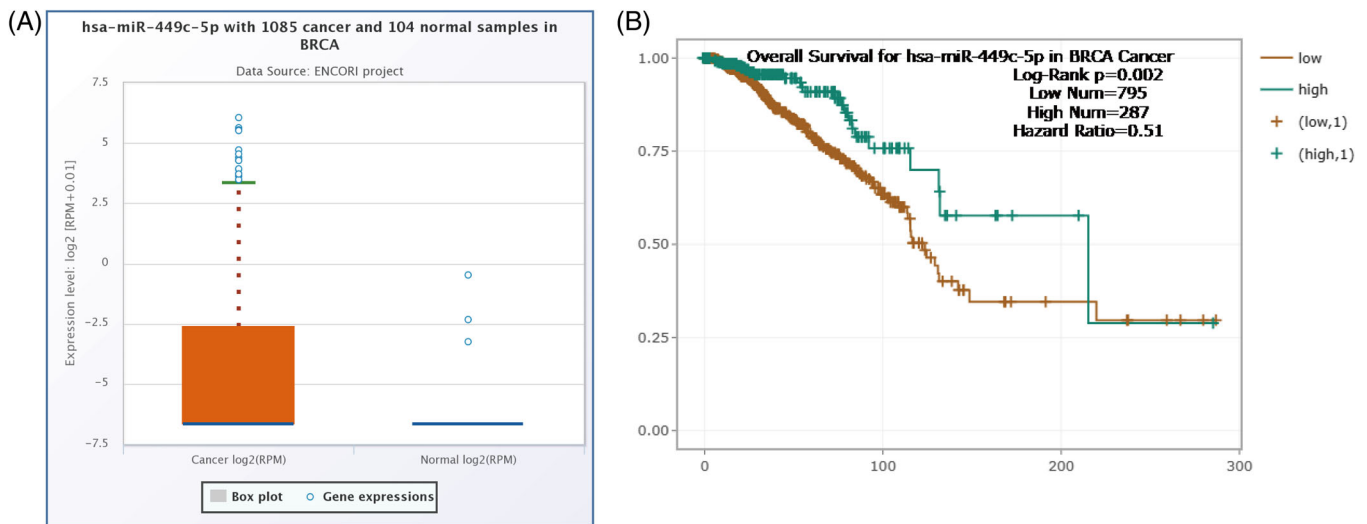 (A)
hsa-miR-449c-5p with 1085 cancer and 104 normal samples in
BRCA
Data Source: ENCORI project
Expression level: log2 [RPM+0.01]
7.5
5
2.5
0
-2.5
-5
-7.5
Cancer log2(RPM)
Normal log2(RPM)
Box plot
Gene expressions
(B)
Overall Survival for hsa-miR-449c-5p in BRCA Cancer
Log-Rank p=0.002
Low Num=795
High Num=287
Hazard Ratio=0.51
1.00
0.75
0.50
0.25
0.00
0
100
200
300
low
high
(low,1)
(high,1)